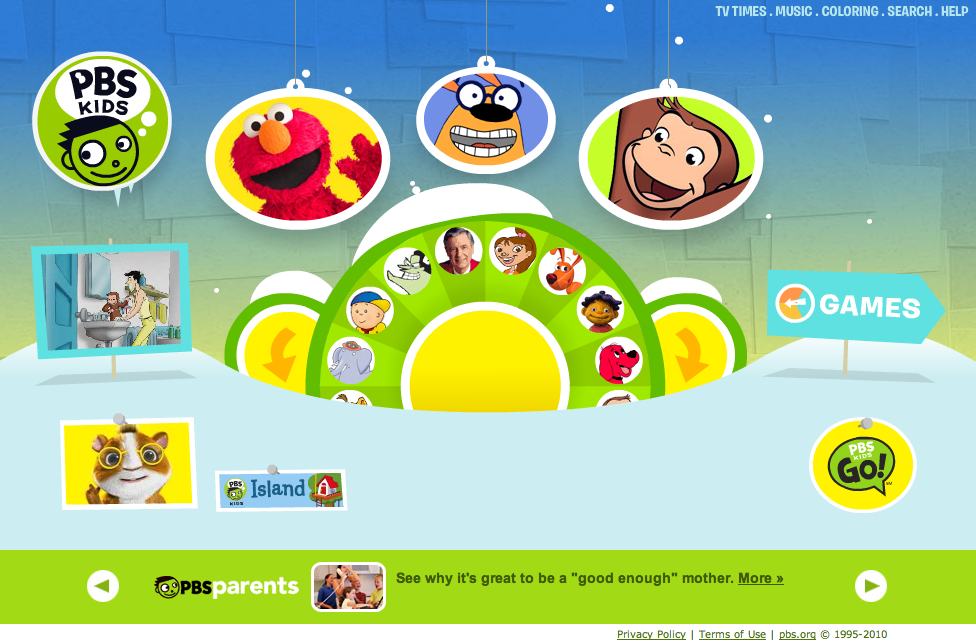 TV TIMES . MUSIC . COLORING . SEARCH . HELP
PBS
KIDS
GAMES
PBS
KIDS
Island
PBS
KIDS
GO!
SM
PBSparents
See why it's great to be a "good enough" mother. More »
Privacy Policy | Terms of Use | pbs.org © 1995-2010